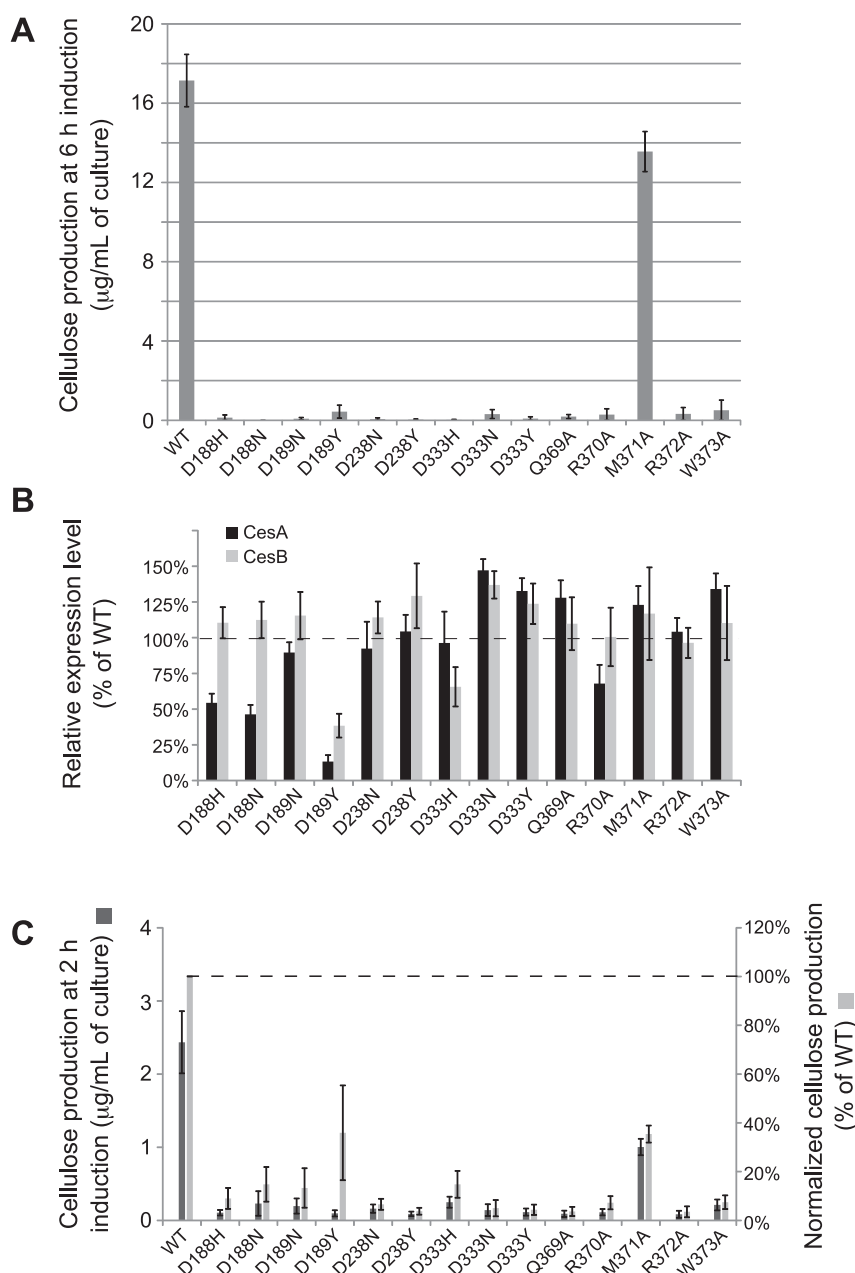 A
Cellulose production at 6 h induction
(μg/mL of culture)
20
16
12
8
4
0
WT
D188H
D188N
D189N
D189Y
D238N
D238Y
D333H
D333N
D333Y
Q369A
R370A
M371A
R372A
W373A
B
Relative expression level
(% of WT)
CesA
CesB
150%
125%
100%
75%
50%
25%
0%
D188H
D188N
D189N
D189Y
D238N
D238Y
D333H
D333N
D333Y
Q369A
R370A
M371A
R372A
W373A
C
Cellulose production at 2 h
induction (μg/mL of culture)
4
3
2
1
0
120%
100%
80%
60%
40%
20%
0%
Normalized cellulose production
(% of WT)
WT
D188H
D188N
D189N
D189Y
D238N
D238Y
D333H
D333N
D333Y
Q369A
R370A
M371A
R372A
W373A